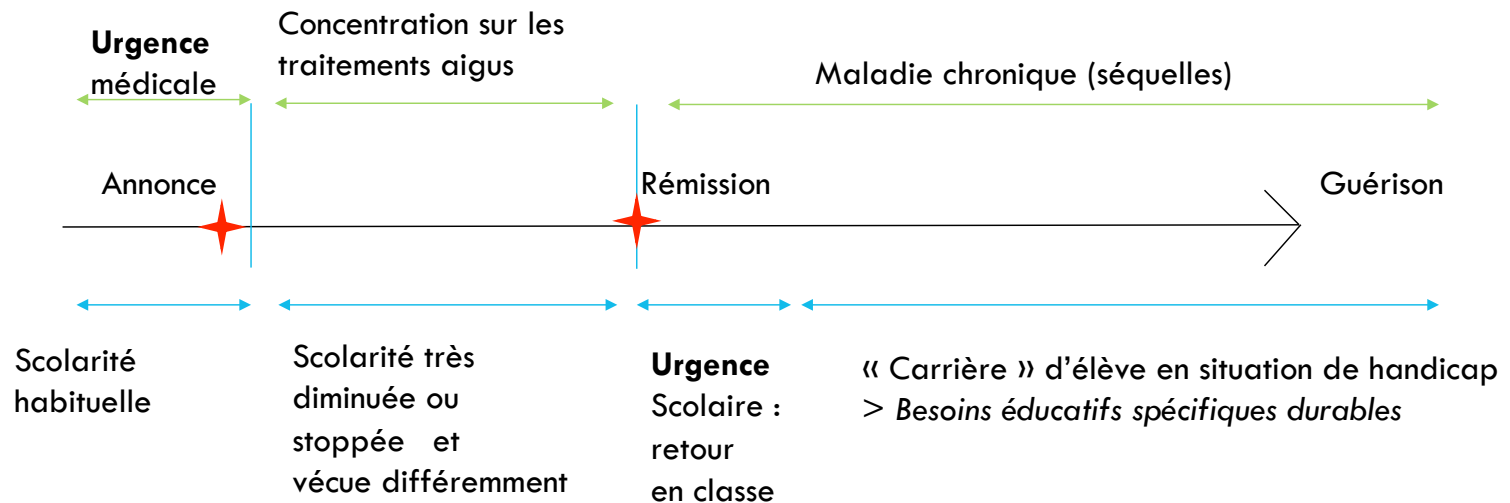 Urgence
médicale
Concentration sur les
traitements aigus
Maladie chronique (séquelles)
Annonce
Rémission
Guérison
Scolarité
habituelle
Scolarité très
diminuée ou
stoppée et
vécue différemment
Urgence
Scolaire :
retour
en classe
« Carrière » d'élève en situation de handicap
> Besoins éducatifs spécifiques durables